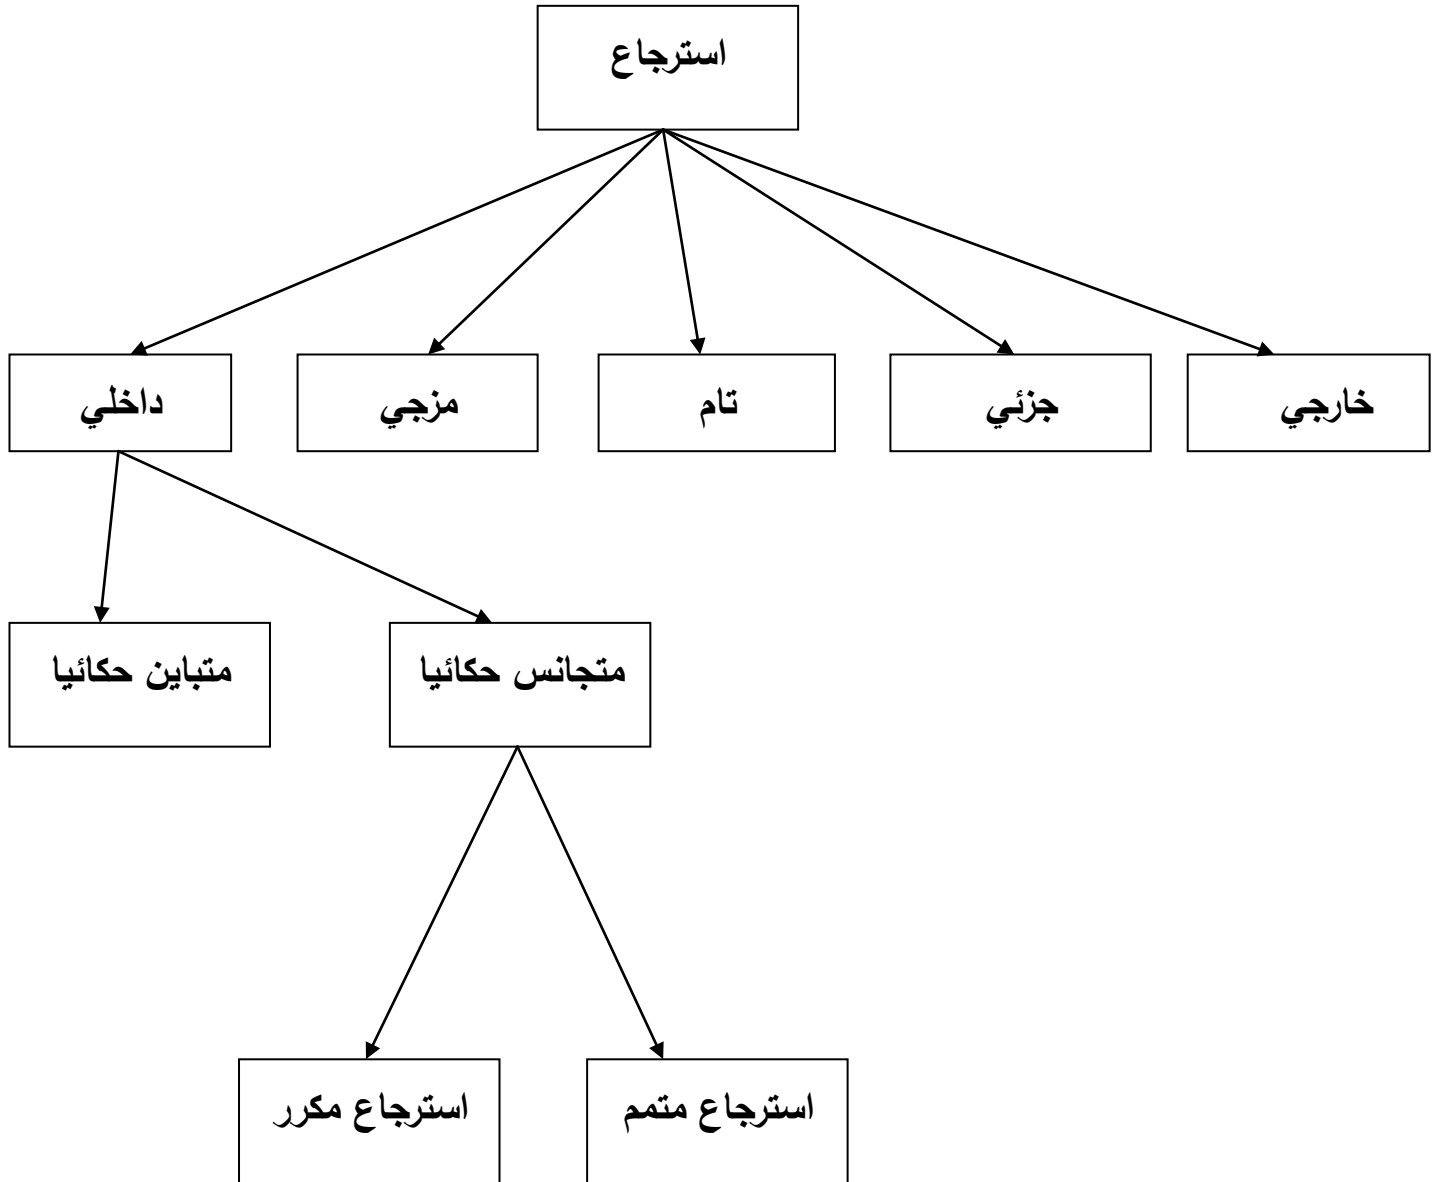 استرجاع
خارجي
جزئي
تام
مزجي
داخلي
متجانس حكائيا
متباين حكائيا
استرجاع متمم
استرجاع مكرر